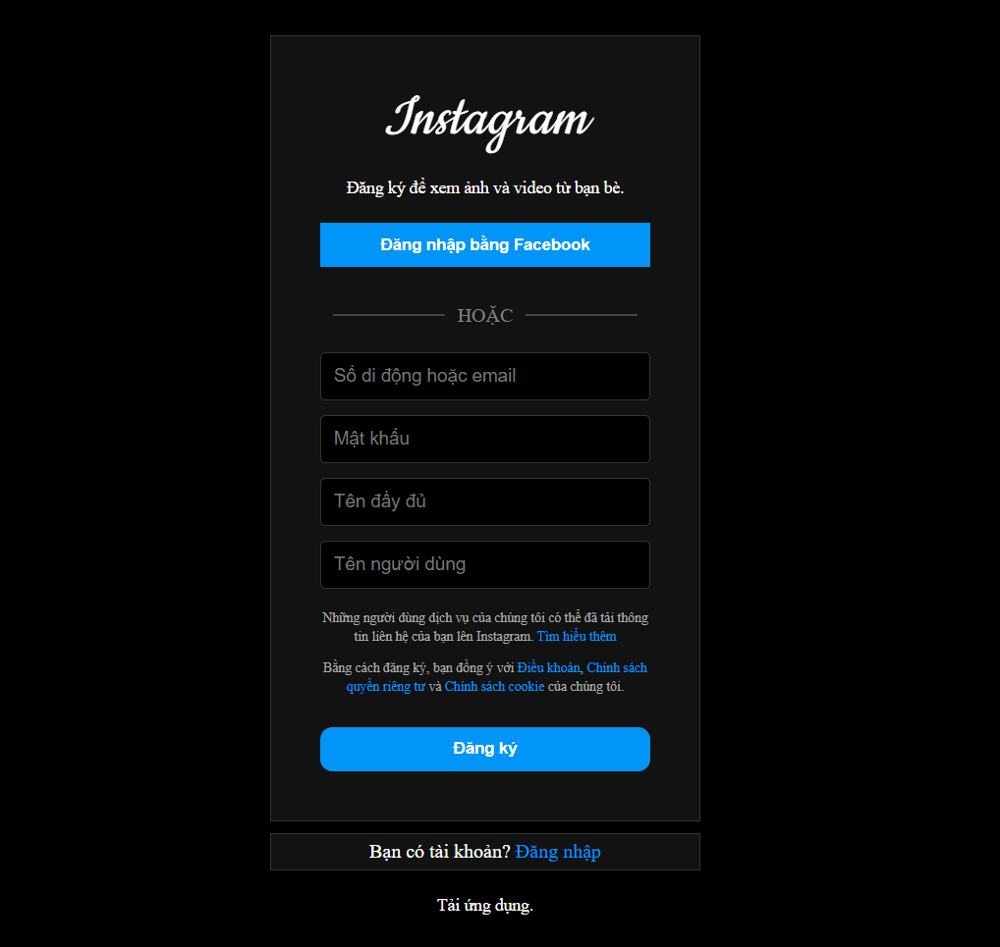 Instagram
Đăng ký để xem ảnh và video từ bạn bè.
Đăng nhập bằng Facebook
HOẶC
Số di động hoặc email
Mật khẩu
Tên đầy đủ
Tên người dùng
Những người dùng dịch vụ của chúng tôi có thể đã tải thông
tin liên hệ của bạn lên Instagram. Tìm hiểu thêm
Bằng cách đăng ký, bạn đồng ý với Điều khoản, Chính sách
quyền riêng tư và Chính sách cookie của chúng tôi.
Đăng ký
Bạn có tài khoản? Đăng nhập
Tải ứng dụng.